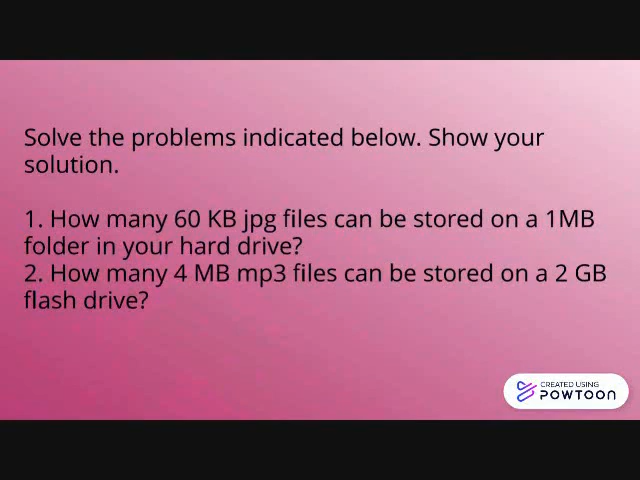 Solve the problems indicated below. Show your
solution.
1. How many 60 KB jpg files can be stored on a 1MB
folder in your hard drive?
2. How many 4 MB mp3 files can be stored on a 2 GB
flash drive?
CREATED USING
POWTOON